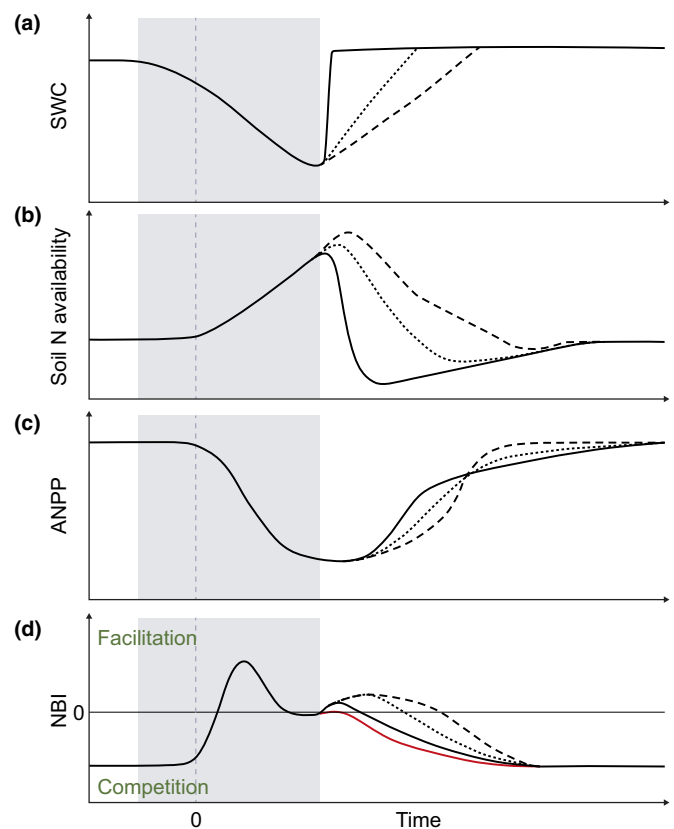 (a)
SWC
(b)
Soil N availability
(c)
ANPP
(d)
Facilitation
NBI
0
Competition
0 Time